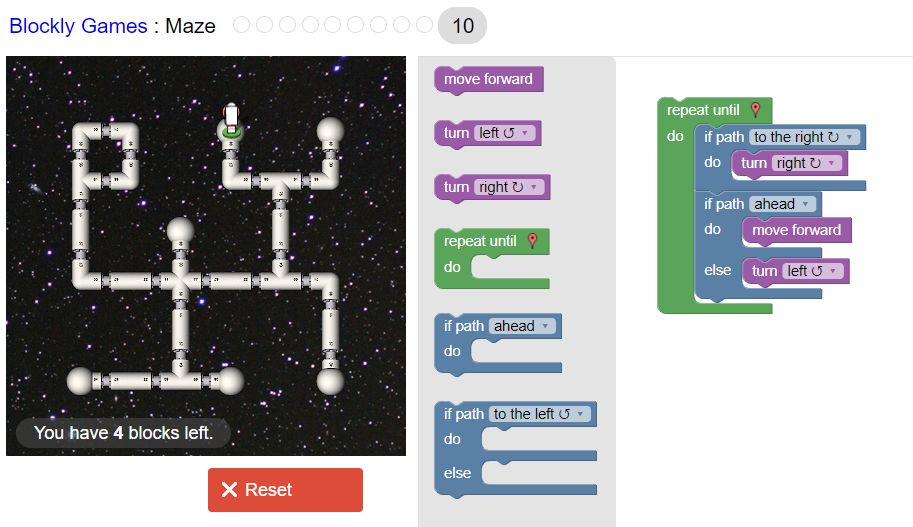 Blockly Games : Maze 10
You have 4 blocks left.
Reset
move forward
turn left ↺ ▾
turn right ↻ ▾
repeat until
do
if path ahead ▾
do
if path to the left ↺ ▾
do
else
repeat until
do
if path to the right ↻ ▾
do turn right ↻ ▾
if path ahead ▾
do move forward
else turn left ↺ ▾